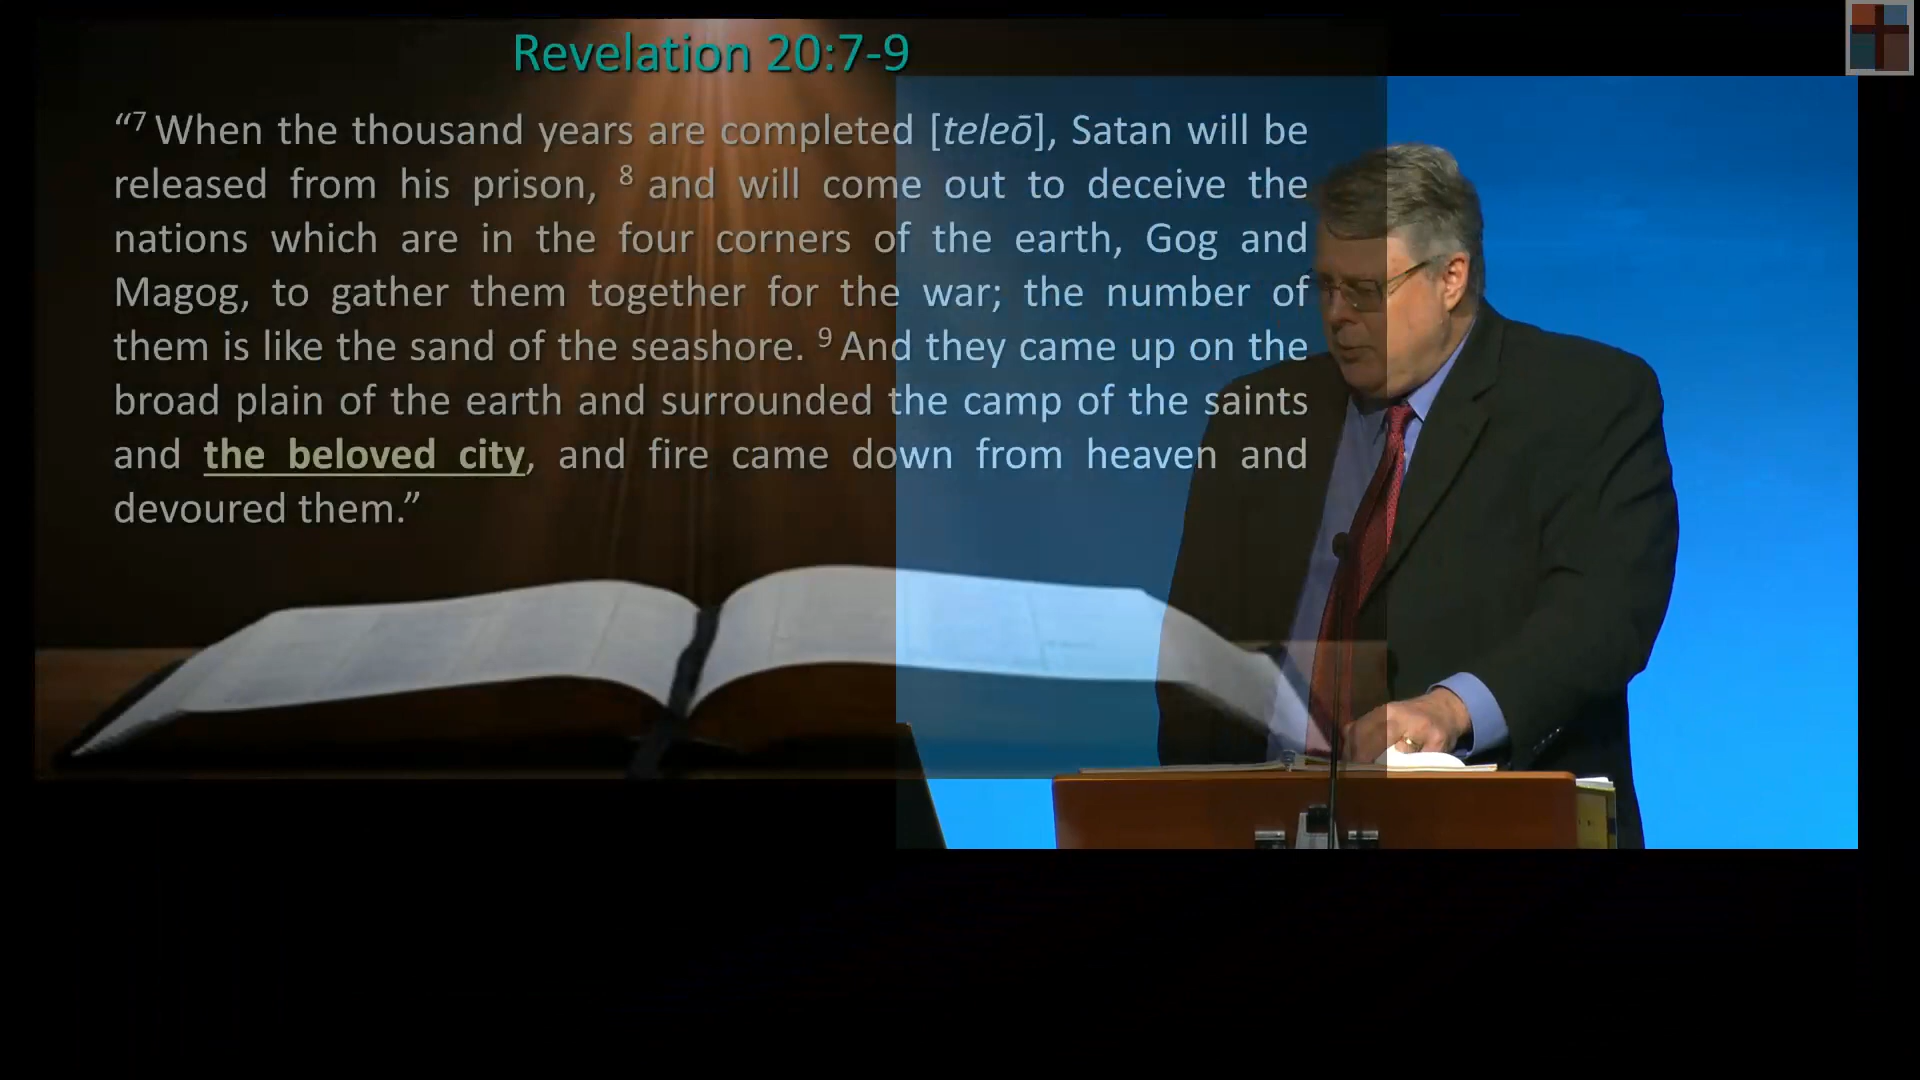 Revelation 20:7-9
“⁷ When the thousand years are completed [teleō], Satan will be
released from his prison, ⁸ and will come out to deceive the
nations which are in the four corners of the earth, Gog and
Magog, to gather them together for the war; the number of
them is like the sand of the seashore. ⁹ And they came up on the
broad plain of the earth and surrounded the camp of the saints
and the beloved city, and fire came down from heaven and
devoured them.”